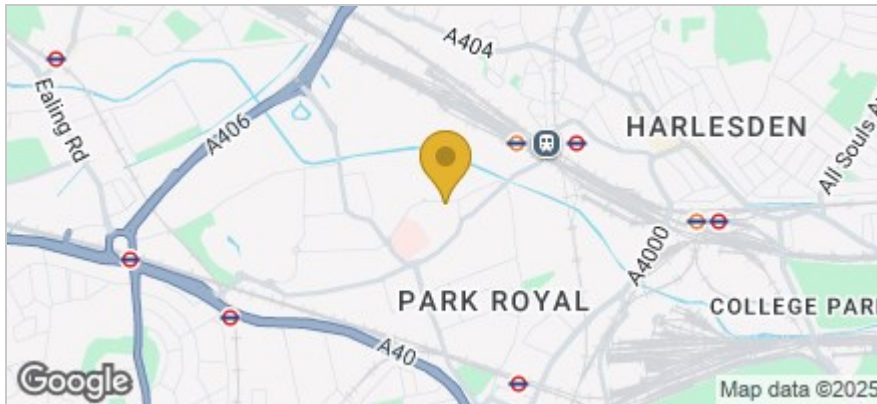 A404
Ealing Rd
A406
HARLESDEN
All Souls A
A4000
PARK ROYAL
COLLEGE PAR
A40
Google
Map data ©2025